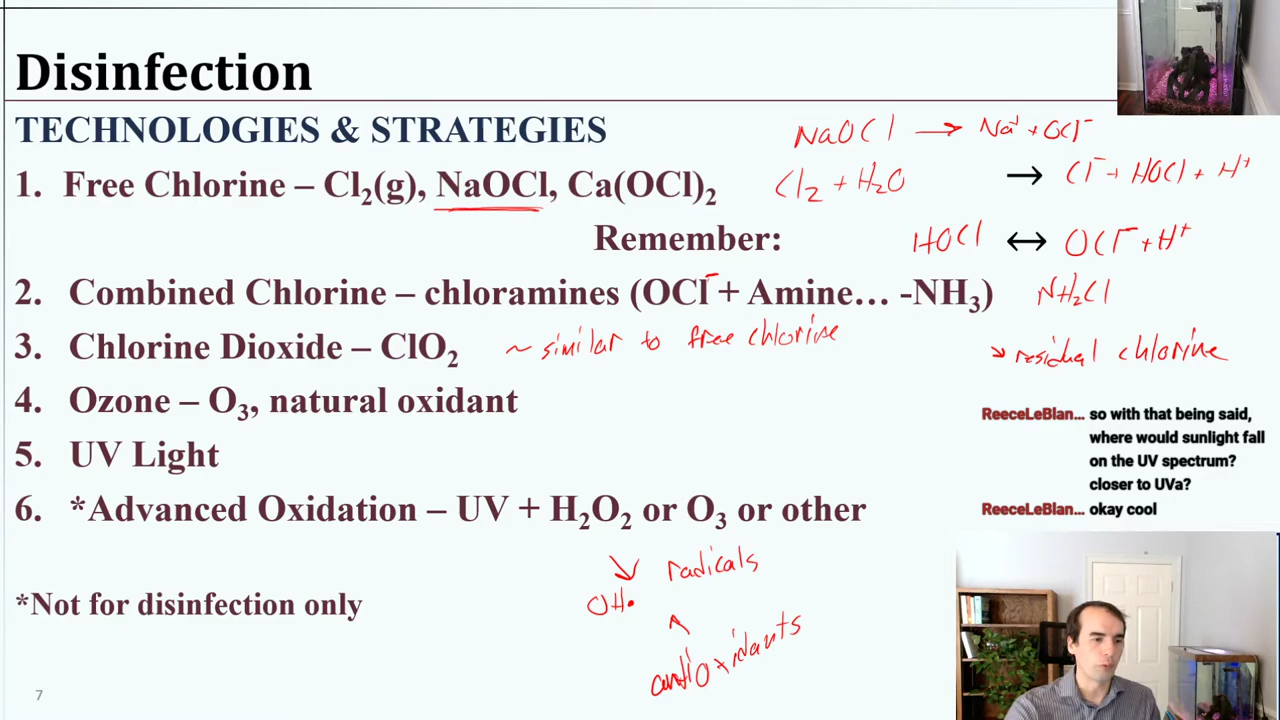 Disinfection
TECHNOLOGIES & STRATEGIES
NaOCl → Na⁺ + OCl⁻
1. Free Chlorine – Cl₂(g), NaOCl, Ca(OCl)₂
Cl₂ + H₂O → Cl⁻ + HOCl + H⁺
Remember:
HOCl ↔ OCl⁻ + H⁺
2. Combined Chlorine – chloramines (OCl⁻ + Amine… -NH₃)
NH₂Cl
3. Chlorine Dioxide – ClO₂
~ similar to free chlorine
↘ residual chlorine
4. Ozone – O₃, natural oxidant
5. UV Light
6. *Advanced Oxidation – UV + H₂O₂ or O₃ or other
ReeceLeBlan... so with that being said,
where would sunlight fall
on the UV spectrum?
closer to UVa?
ReeceLeBlan... okay cool
radicals
OH•
antioxidants
*Not for disinfection only
7